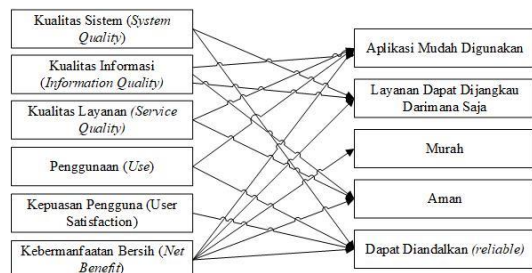 Kualitas Sistem (System
Quality)
Kualitas Informasi
(Information Quality)
Kualitas Layanan (Service
Quality)
Penggunaan (Use)
Kepuasan Pengguna (User
Satisfaction)
Kebermanfaatan Bersih (Net
Benefit)
Aplikasi Mudah Digunakan
Layanan Dapat Dijangkau
Darimana Saja
Murah
Aman
Dapat Diandalkan (reliable)